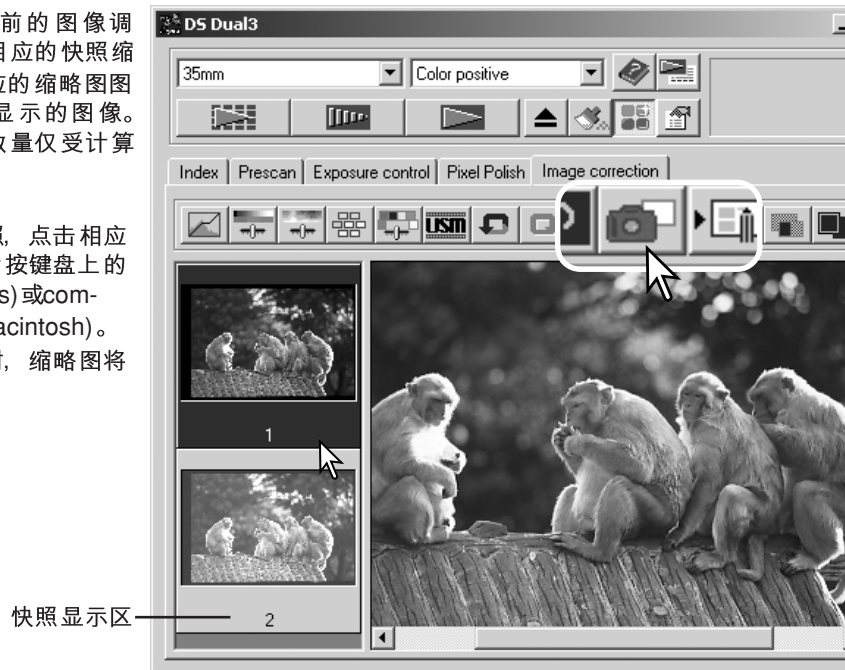 前的图像调
相应的快照缩
应的缩略图图
显示的图像。
数量仅受计算
照, 点击相应
按键盘上的
s) 或com-
acintosh)。
时, 缩略图将
快照显示区
DS Dual3
35mm
Color positive
Index
Prescan
Exposure control
Pixel Polish
Image correction
USM
1
2